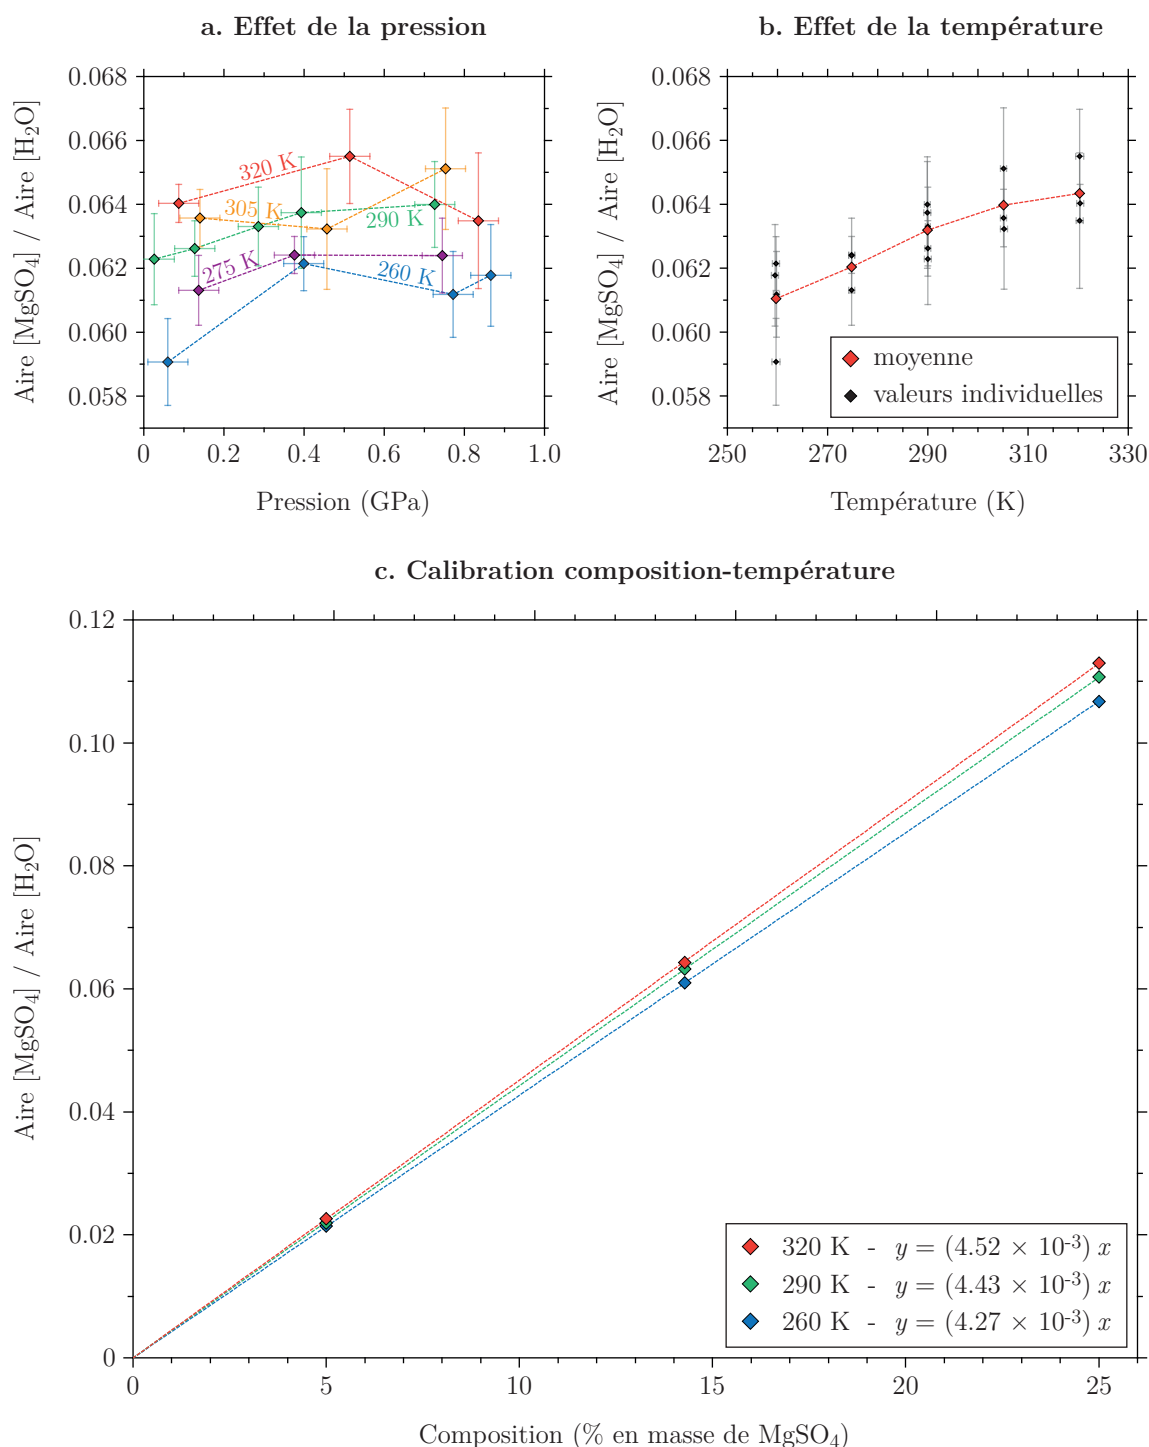 a. Effet de la pression
b. Effet de la température
0.068
0.066
0.064
0.062
0.060
0.058
Aire [MgSO₄] / Aire [H₂O]
320 K
305 K
290 K
275 K
260 K
0 0.2 0.4 0.6 0.8 1.0
Pression (GPa)
0.068
0.066
0.064
0.062
0.060
0.058
Aire [MgSO₄] / Aire [H₂O]
moyenne
valeurs individuelles
250 270 290 310 330
Température (K)
c. Calibration composition-température
0.12
0.10
0.08
0.06
0.04
0.02
0
Aire [MgSO₄] / Aire [H₂O]
320 K - y = (4.52 × 10⁻³) x
290 K - y = (4.43 × 10⁻³) x
260 K - y = (4.27 × 10⁻³) x
0 5 10 15 20 25
Composition (% en masse de MgSO₄)